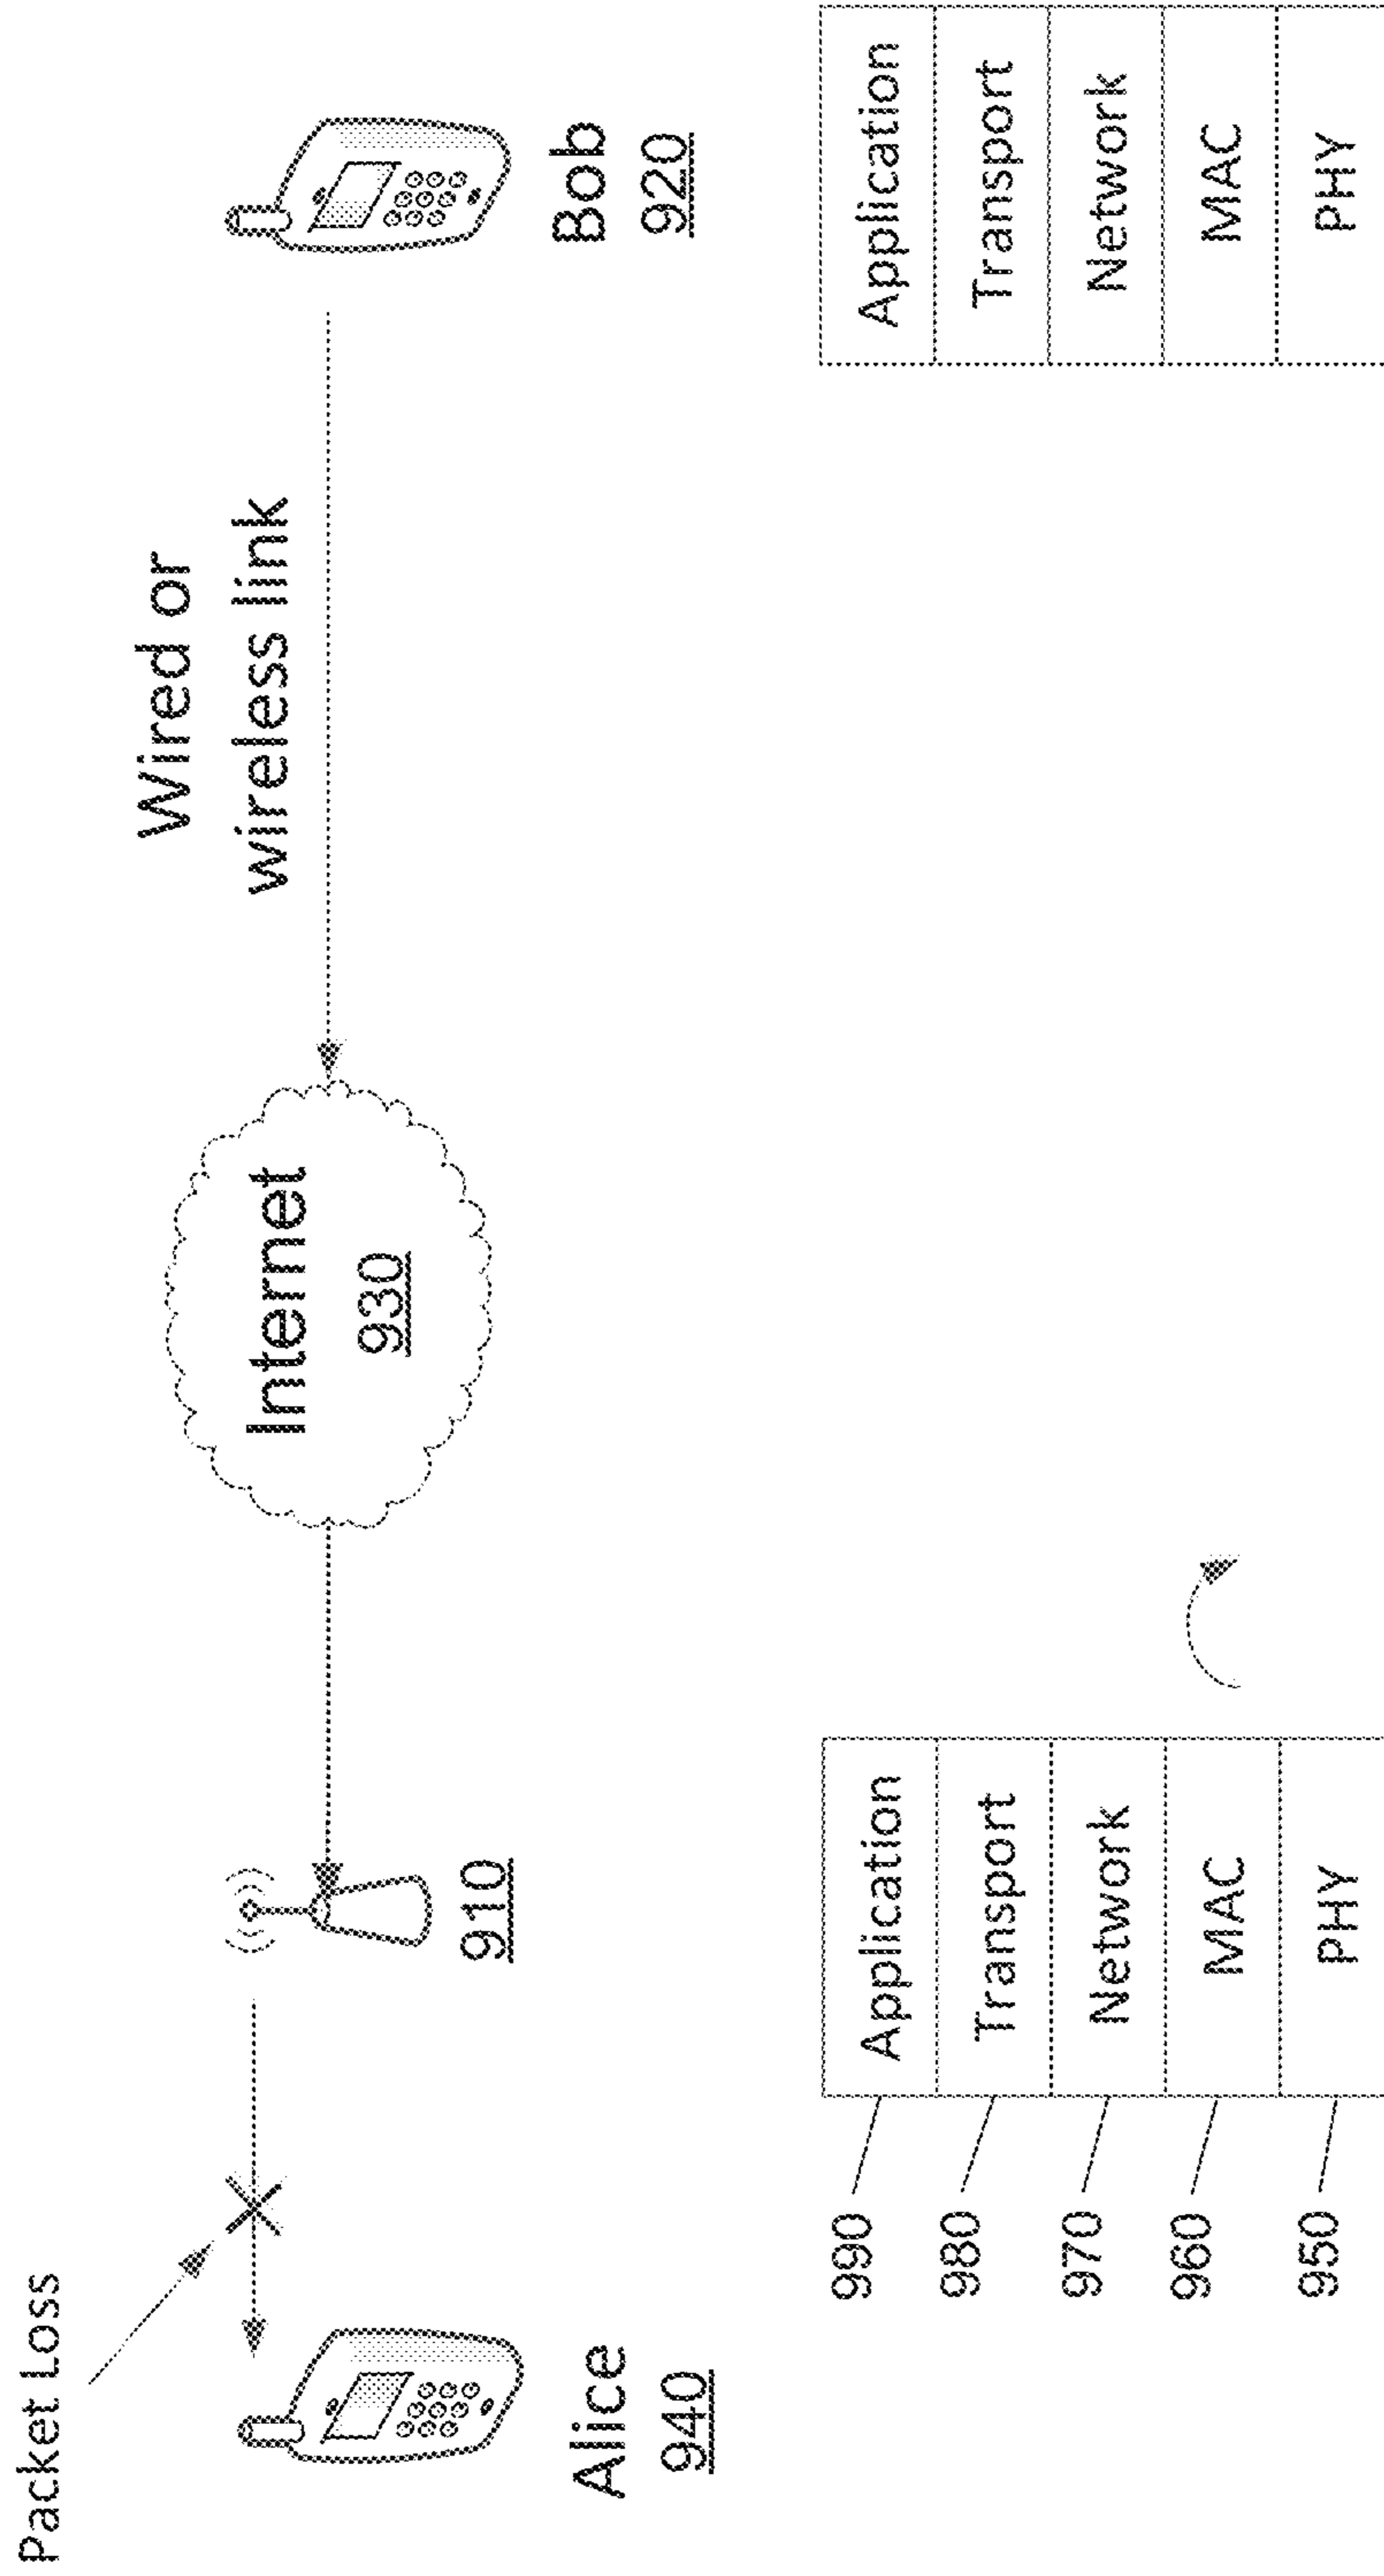 Packet Loss
Wired or
wireless link
Internet
930
910
Alice
940
Bob
920
990
Application
980
Transport
970
Network
960
MAC
950
PHY
Application
Transport
Network
MAC
PHY